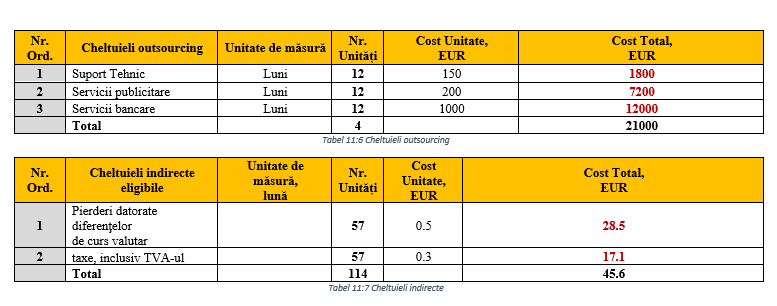 Nr. Ord. Cheltuieli outsourcing Unitate de măsură Nr. Unități Cost Unitate, EUR Cost Total, EUR
1 Suport Tehnic Luni 12 150 1800
2 Servicii publicitare Luni 12 200 7200
3 Servicii bancare Luni 12 1000 12000
Total 4 21000
Tabel 11:6 Cheltuieli outsourcing
Nr. Ord. Cheltuieli indirecte eligibile Unitate de măsură, lună Nr. Unități Cost Unitate, EUR Cost Total, EUR
1 Pierderi datorate diferențelor de curs valutar 57 0.5 28.5
2 taxe, inclusiv TVA-ul 57 0.3 17.1
Total 114 45.6
Tabel 11:7 Cheltuieli indirecte